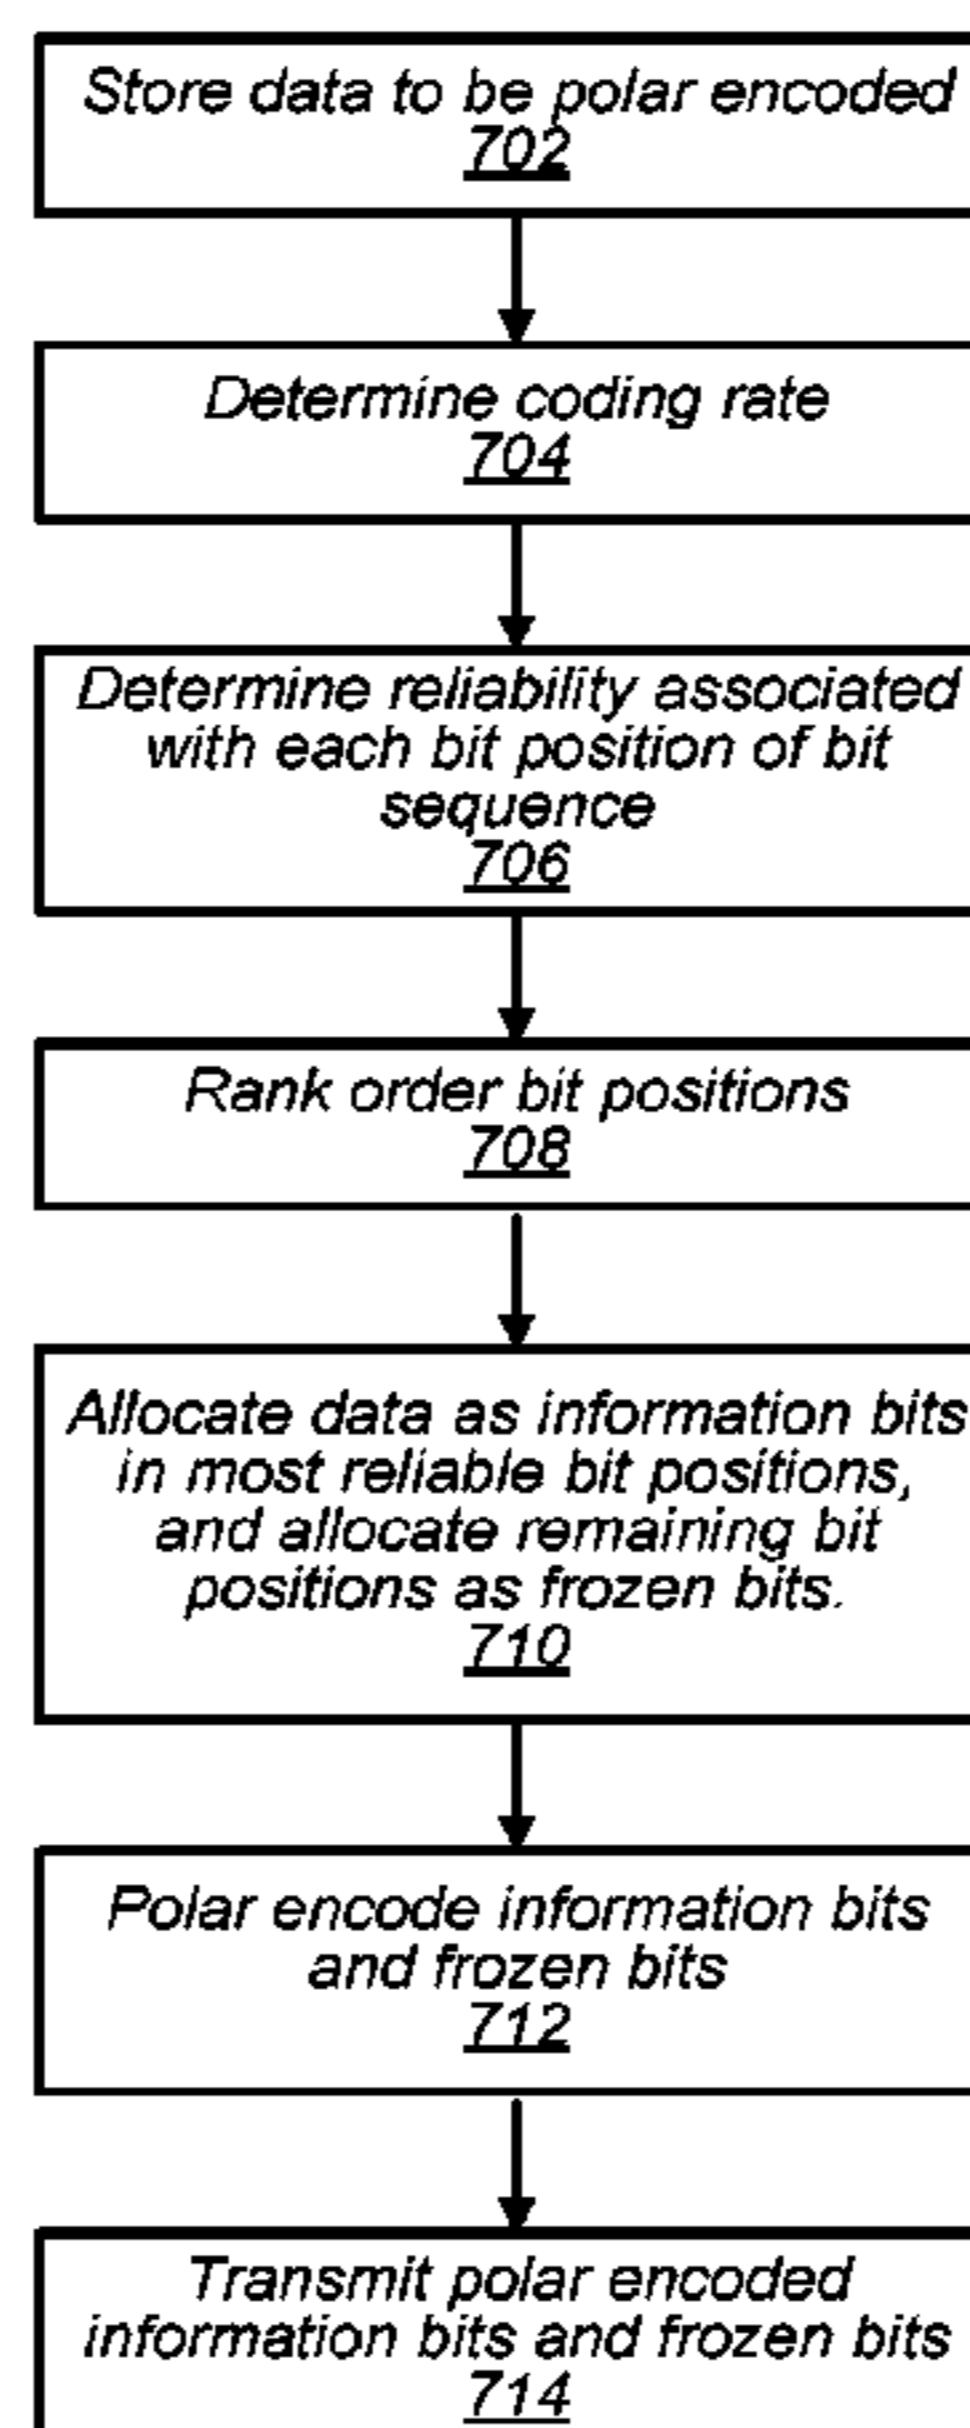 Store data to be polar encoded
702
Determine coding rate
704
Determine reliability associated
with each bit position of bit
sequence
706
Rank order bit positions
708
Allocate data as information bits
in most reliable bit positions,
and allocate remaining bit
positions as frozen bits.
710
Polar encode information bits
and frozen bits
712
Transmit polar encoded
information bits and frozen bits
714